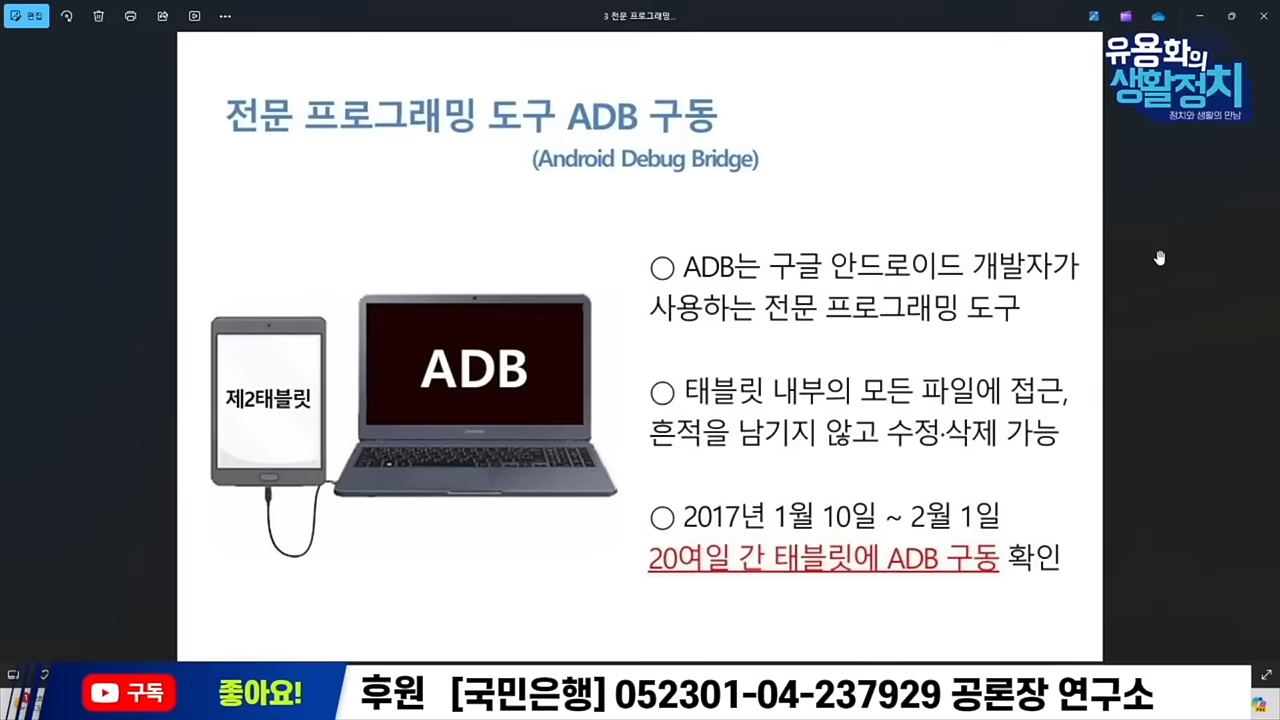 편집
3 전문 프로그래밍...
유용화의
생활정치
정치와 생활의 만남
전문 프로그래밍 도구 ADB 구동
(Android Debug Bridge)
○ ADB는 구글 안드로이드 개발자가
사용하는 전문 프로그래밍 도구
제2태블릿
ADB
○ 태블릿 내부의 모든 파일에 접근,
흔적을 남기지 않고 수정·삭제 가능
○ 2017년 1월 10일 ~ 2월 1일
20여일 간 태블릿에 ADB 구동 확인
구독
좋아요!
후원 [국민은행] 052301-04-237929 공론장 연구소